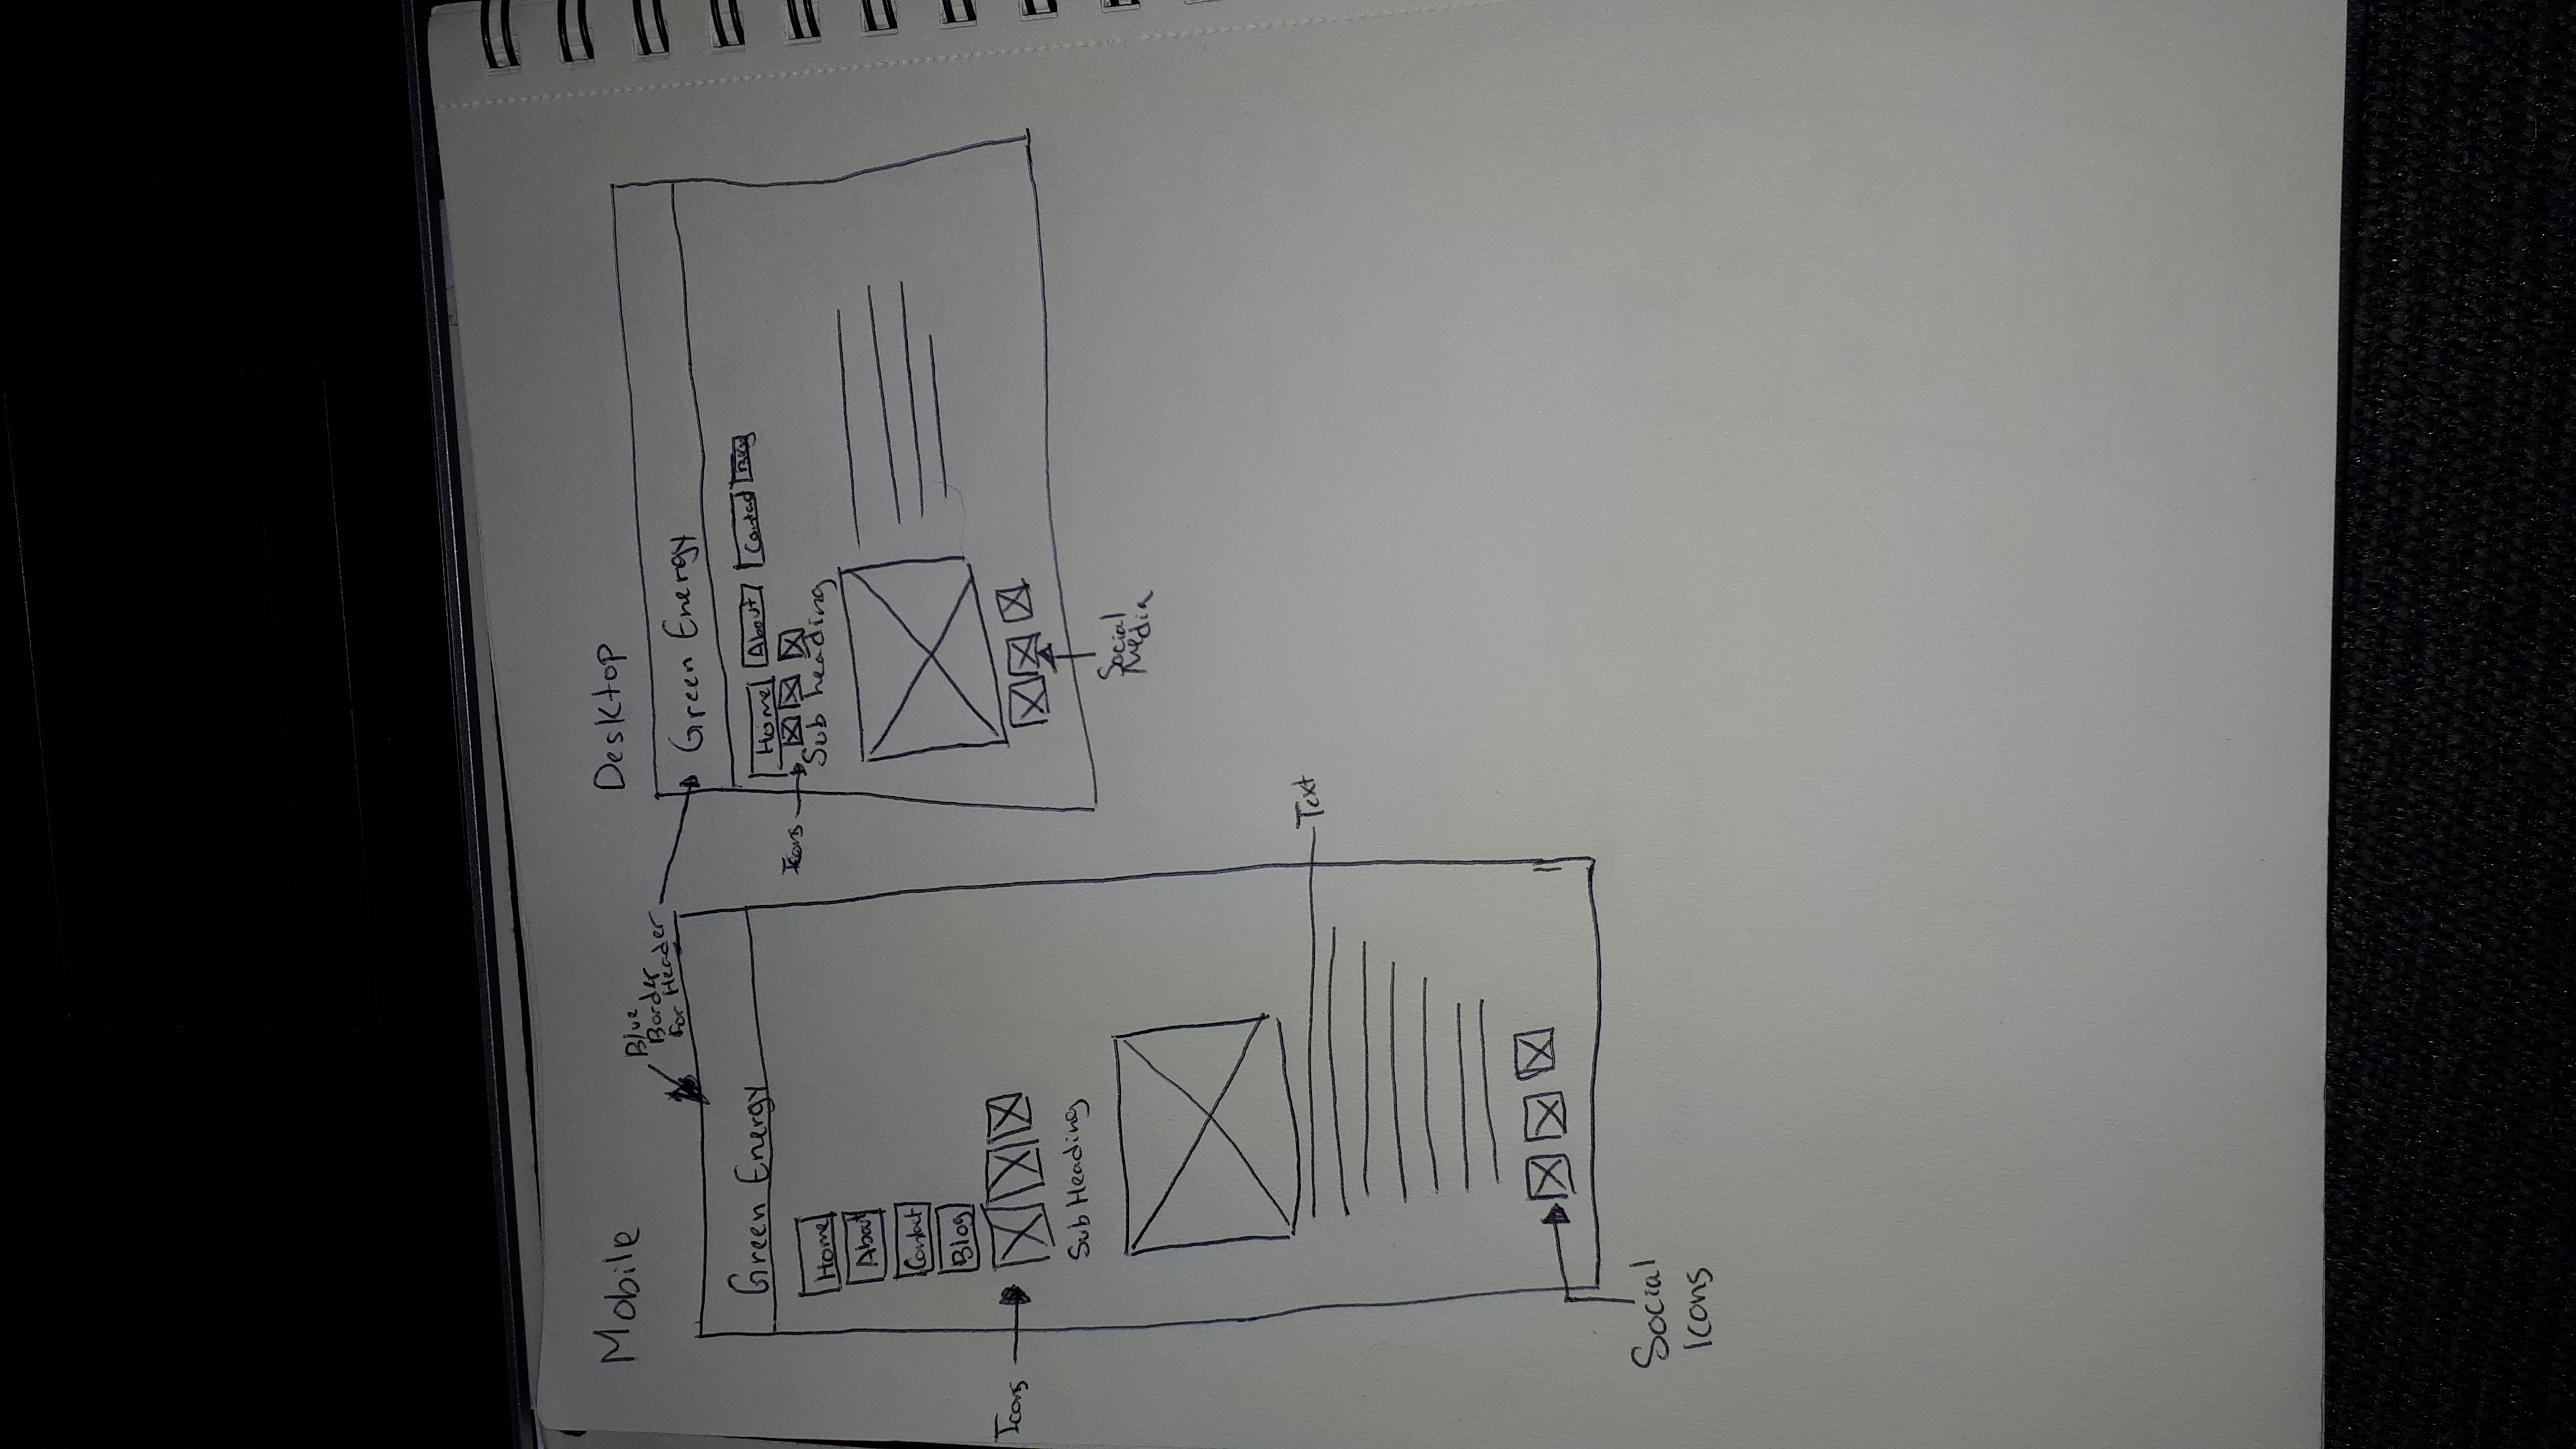 Mobile
Blue
Border
For Header
Green Energy
Home
About
Contact
Blog
Icons
Sub Heading
Text
Social
Icons
Desktop
Green Energy
Home
About
Contact
Icons
Sub heading
Social
Media